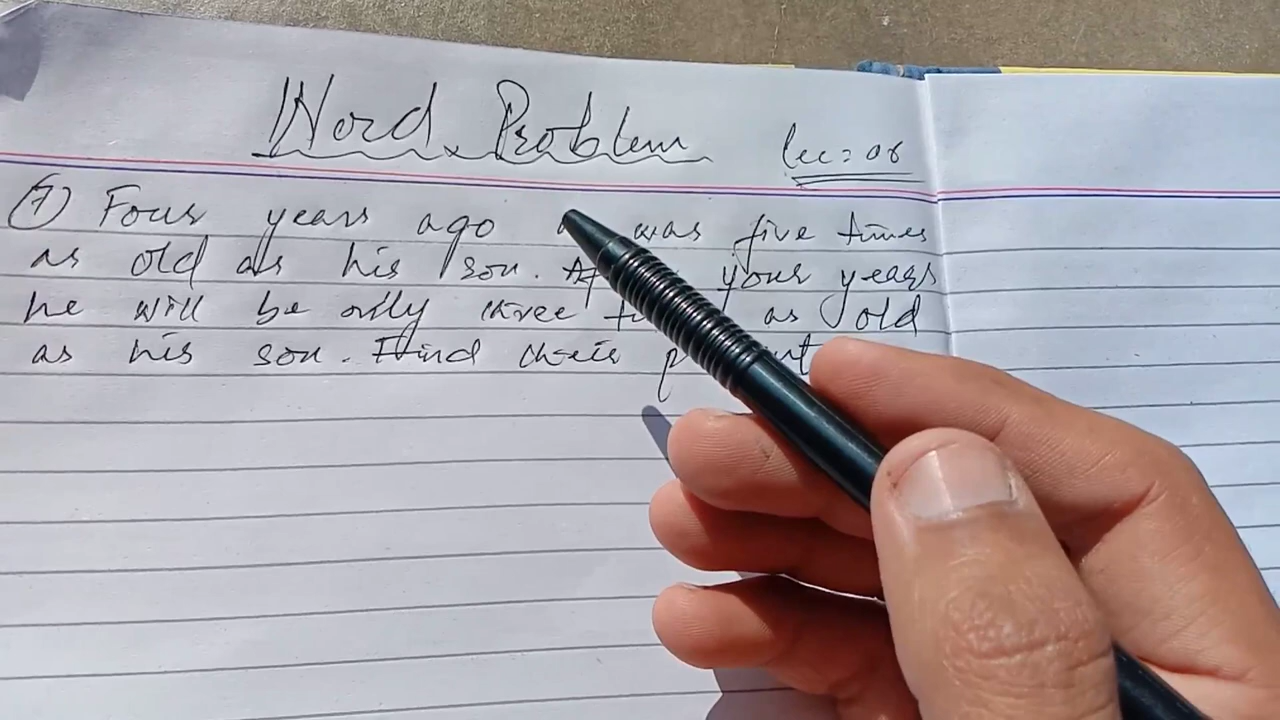 Word Problem
lec = 08
7 Four years ago was five times
as old as his son. your years
he will be only three as old
as his son. Find their